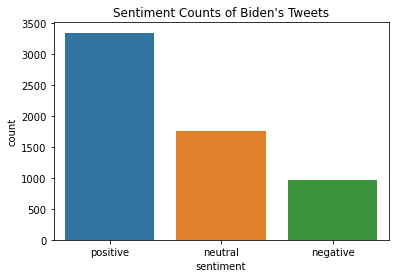 Sentiment Counts of Biden's Tweets
3500
3000
2500
2000
1500
1000
500
0
count
positive neutral negative
sentiment